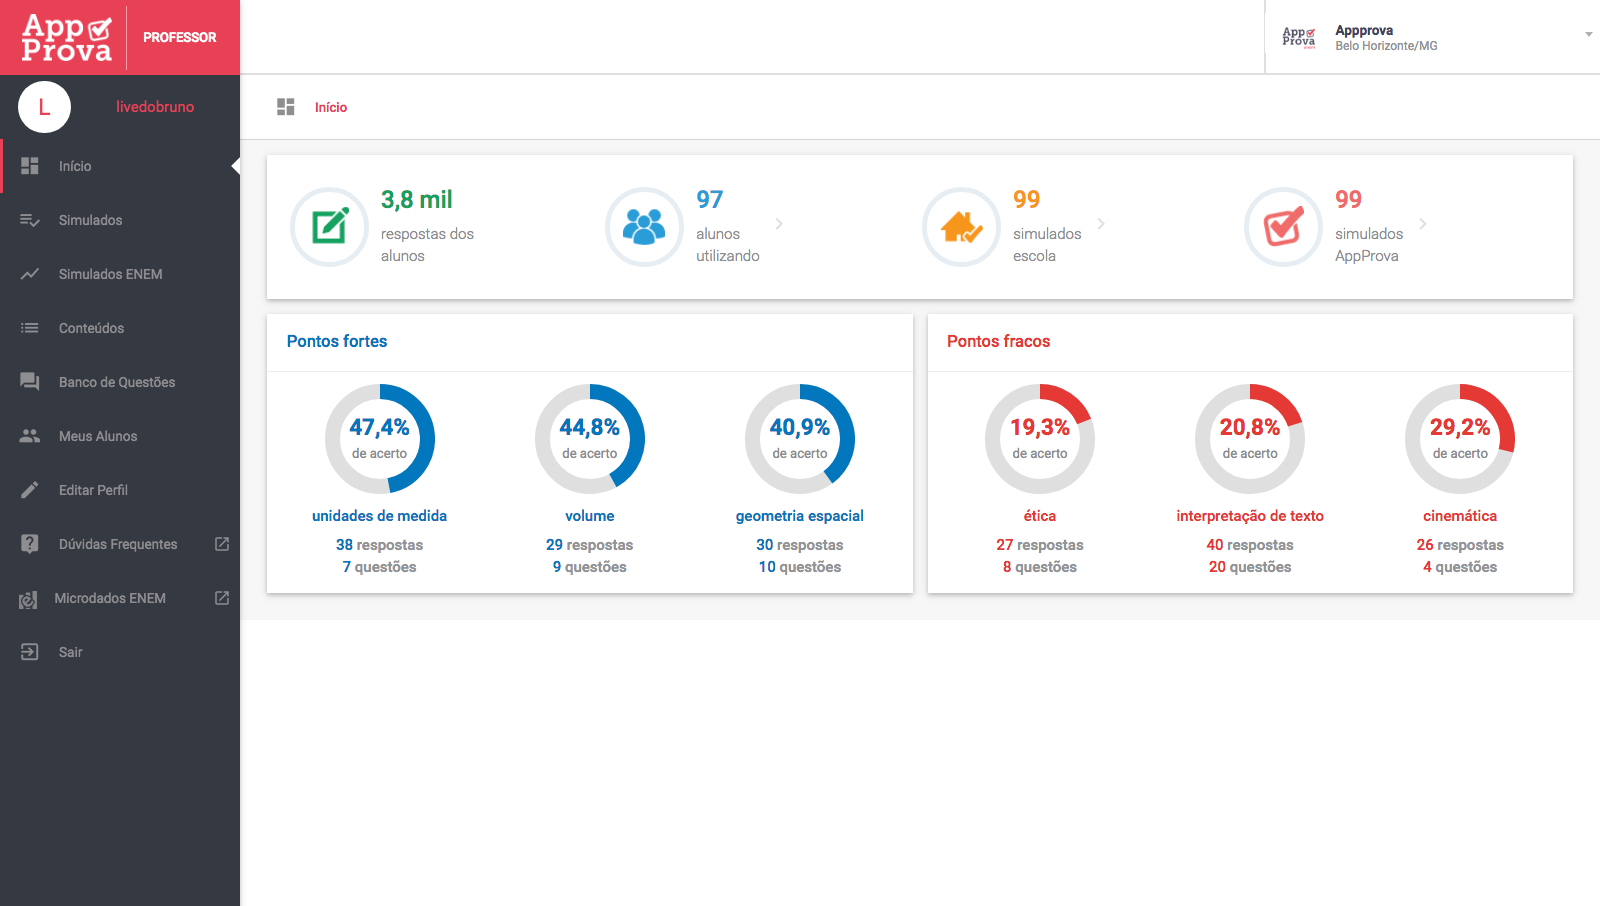 App
Prova
PROFESSOR
App
Prova
Appprova
Belo Horizonte/MG
L
livedobruno
Início
Início
Simulados
Simulados ENEM
Conteúdos
Banco de Questões
Meus Alunos
Editar Perfil
Dúvidas Frequentes
Microdados ENEM
Sair
3,8 mil
respostas dos
alunos
97
alunos
utilizando
99
simulados
escola
99
simulados
AppProva
Pontos fortes
47,4%
de acerto
unidades de medida
38 respostas
7 questões
44,8%
de acerto
volume
29 respostas
9 questões
40,9%
de acerto
geometria espacial
30 respostas
10 questões
Pontos fracos
19,3%
de acerto
ética
27 respostas
8 questões
20,8%
de acerto
interpretação de texto
40 respostas
20 questões
29,2%
de acerto
cinemática
26 respostas
4 questões